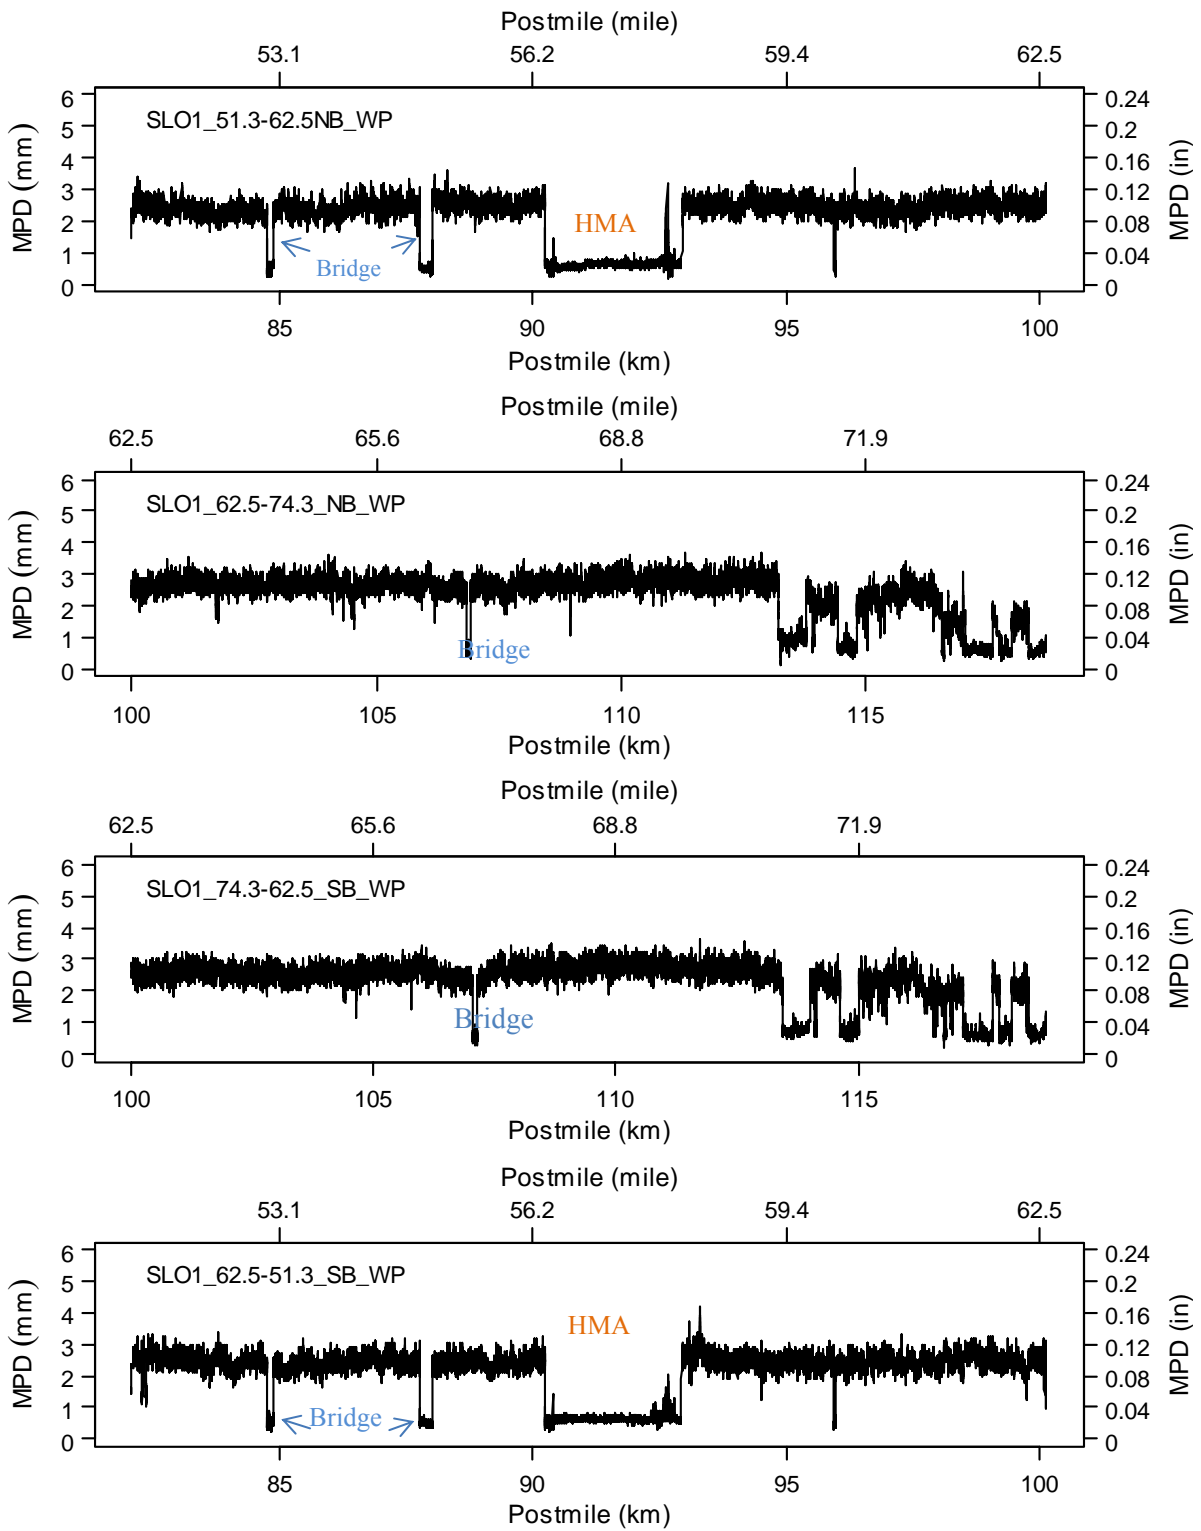 Postmile (mile)
53.1 56.2 59.4 62.5
SLO1_51.3-62.5NB_WP
MPD (mm)
6 5 4 3 2 1 0
0.24 0.2 0.16 0.12 0.08 0.04 0
MPD (in)
HMA
Bridge
85 90 95 100
Postmile (km)
Postmile (mile)
62.5 65.6 68.8 71.9
SLO1_62.5-74.3_NB_WP
MPD (mm)
6 5 4 3 2 1 0
0.24 0.2 0.16 0.12 0.08 0.04 0
MPD (in)
Bridge
100 105 110 115
Postmile (km)
Postmile (mile)
62.5 65.6 68.8 71.9
SLO1_74.3-62.5_SB_WP
MPD (mm)
6 5 4 3 2 1 0
0.24 0.2 0.16 0.12 0.08 0.04 0
MPD (in)
Bridge
100 105 110 115
Postmile (km)
Postmile (mile)
53.1 56.2 59.4 62.5
SLO1_62.5-51.3_SB_WP
MPD (mm)
6 5 4 3 2 1 0
0.24 0.2 0.16 0.12 0.08 0.04 0
MPD (in)
HMA
Bridge
85 90 95 100
Postmile (km)